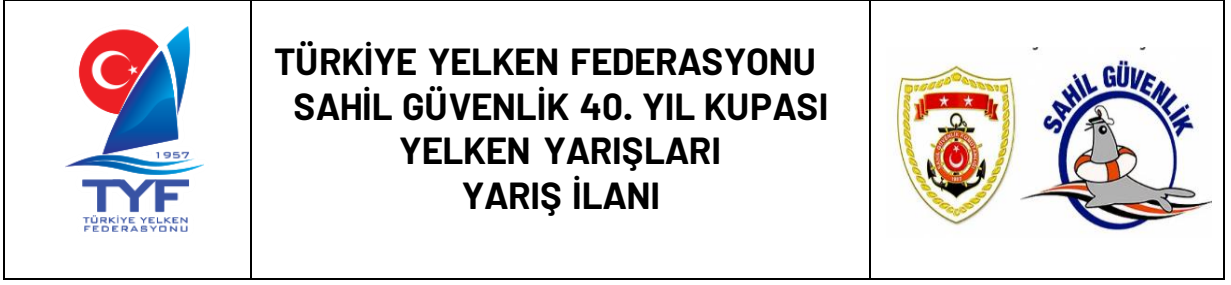 1957
TYF
TÜRKİYE YELKEN
FEDERASYONU
TÜRKİYE YELKEN FEDERASYONU
SAHİL GÜVENLİK 40. YIL KUPASI
YELKEN YARIŞLARI
YARIŞ İLANI
SAHİL GÜVENLİK